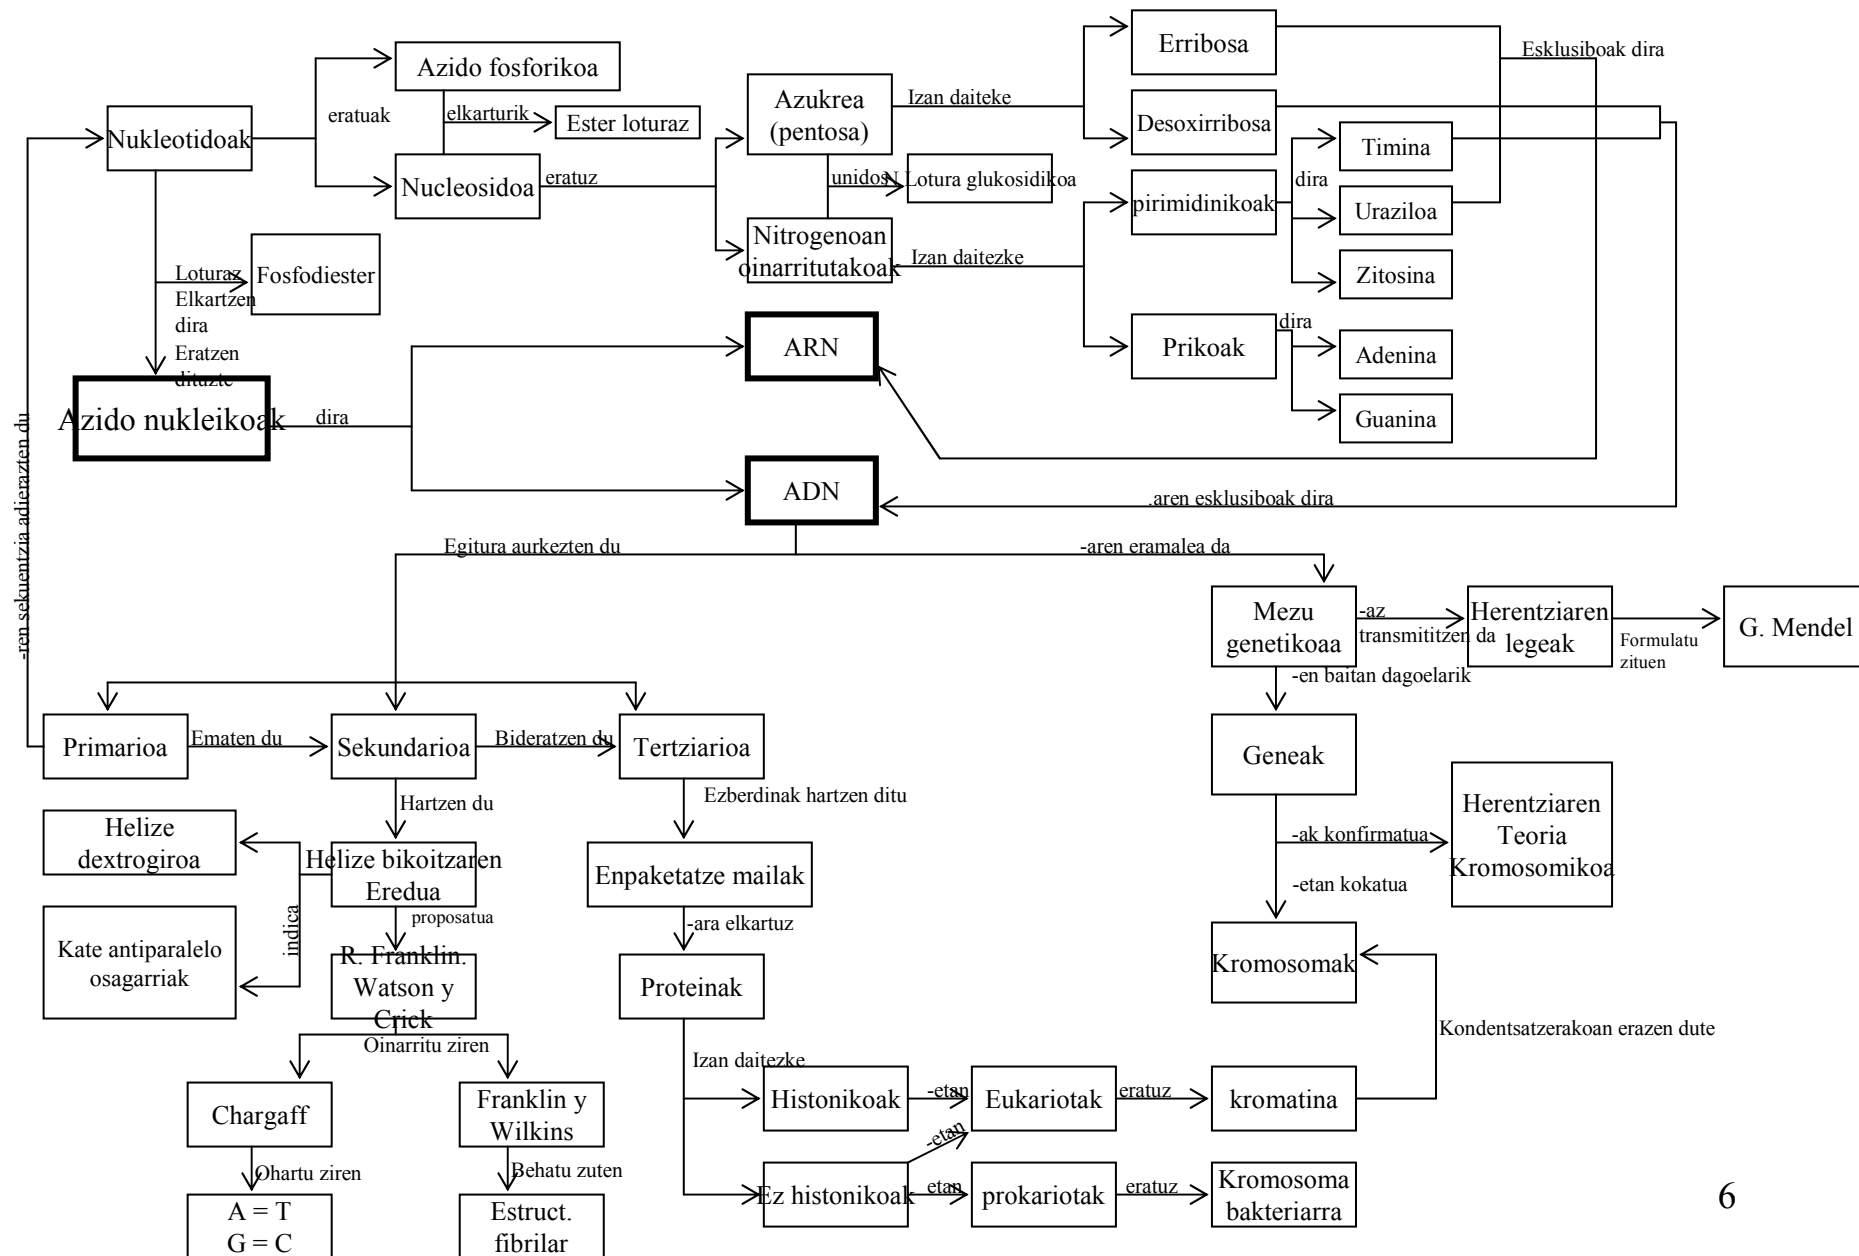 Erribosa
Esklusiboak dira
Azido fosforikoa
Azukrea
(pentosa)
Izan daiteke
eratuak
elkarturik
Ester loturaz
Desoxirribosa
Nukleotidoak
Timina
Nucleosidoa
eratuz
unidos
N Lotura glukosidikoa
dira
pirimidinikoak
Uraziloa
Nitrogenoan
oinarritutakoak
Izan daitezke
Zitosina
Loturaz
Elkartzen
dira
Eratzen
dituzte
Fosfodiester
ARN
dira
Prikoak
Adenina
Guanina
Azido nukleikoak
dira
ADN
.aren esklusiboak dira
-ren sekuentzia adierazten du
Egitura aurkezten du
-aren eramalea da
Mezu
genetikoaa
-az
transmititzen da
Herentziaren
legeak
Formulatu
zituen
G. Mendel
-en baitan dagoelarik
Primarioa
Ematen du
Sekundarioa
Bideratzen du
Tertziarioa
Geneak
Hartzen du
Ezberdinak hartzen ditu
Helize
dextrogiroa
Helize bikoitzaren
Eredua
Enpaketatze mailak
-ak konfirmatua
Herentziaren
Teoria
Kromosomikoa
-etan kokatua
indica
proposatua
-ara elkartuz
Kate antiparalelo
osagarriak
R. Franklin.
Watson y
Crick
Proteinak
Kromosomak
Oinarritu ziren
Kondentsatzerakoan erazen dute
Izan daitezke
Chargaff
Franklin y
Wilkins
Histonikoak
-etan
Eukariotak
eratuz
kromatina
-etan
Ohartu ziren
Behatu zuten
Ez histonikoak
etan
prokariotak
eratuz
Kromosoma
bakteriarra
A = T
G = C
Estruct.
fibrilar
6